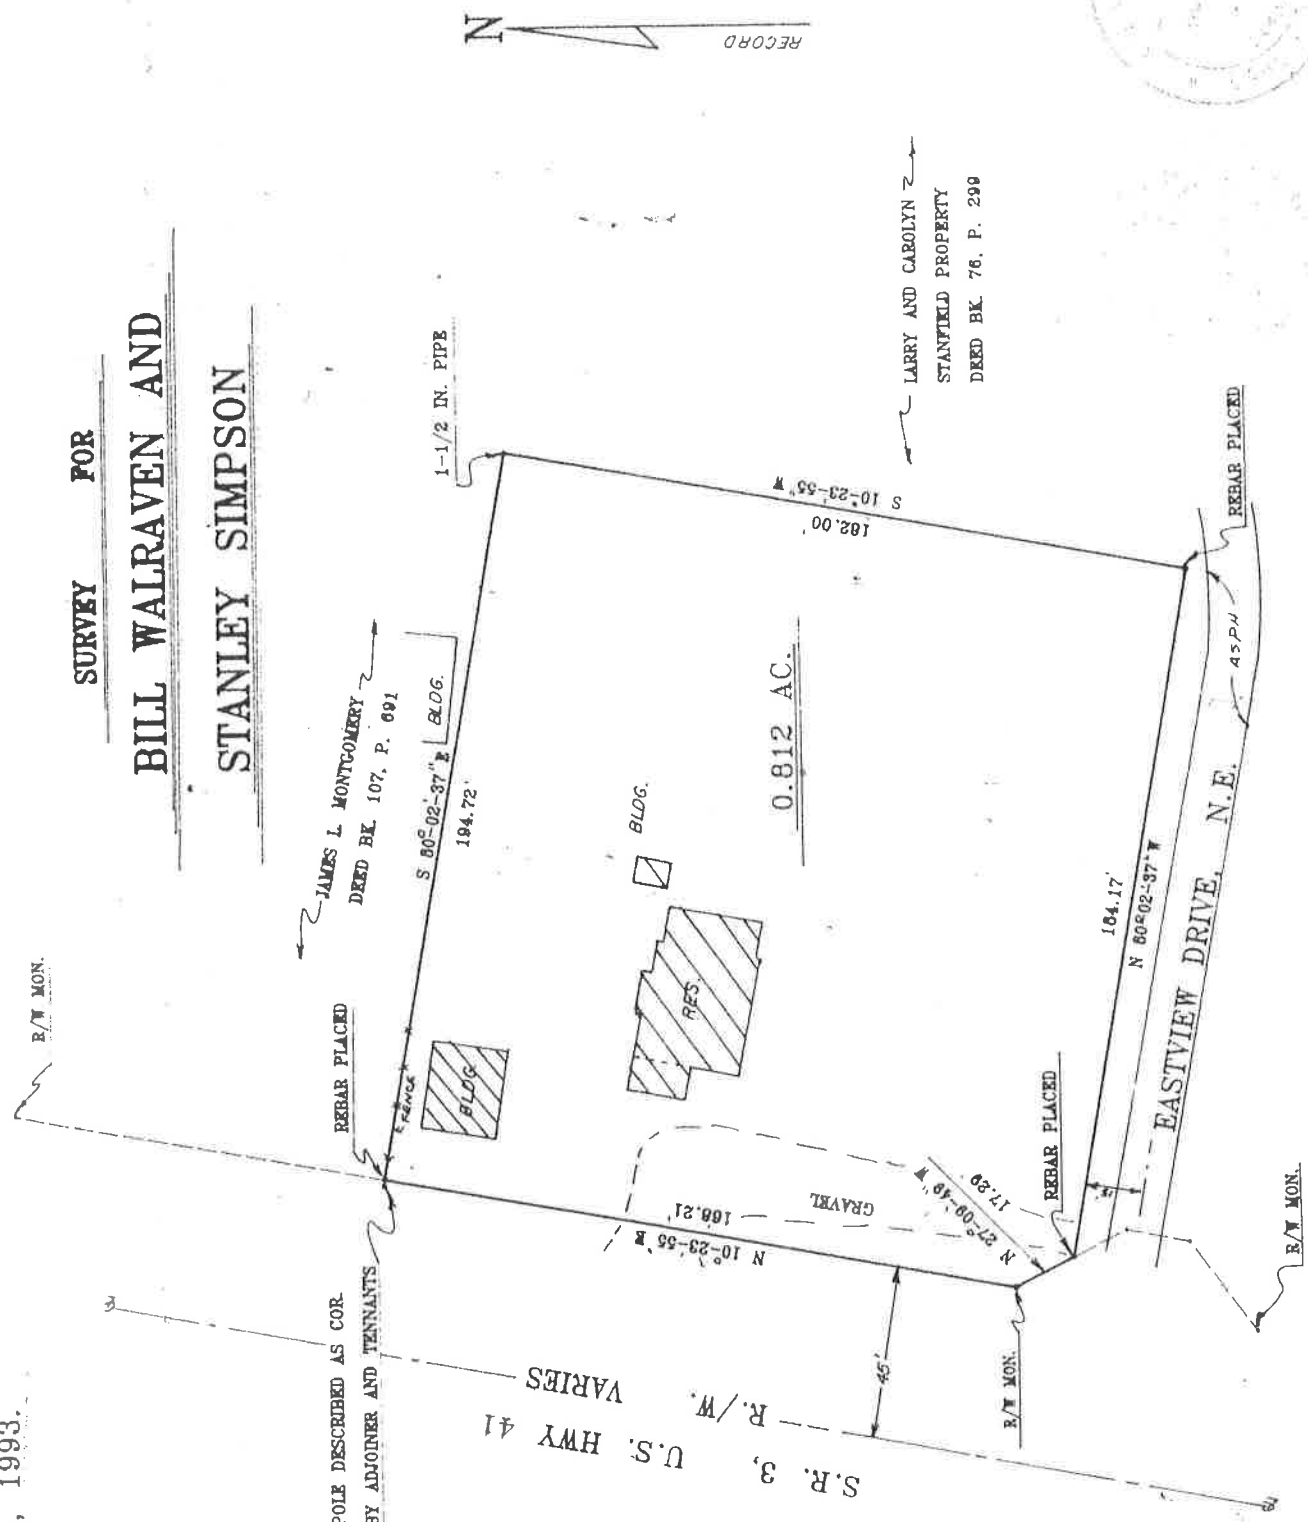 SURVEY FOR
BILL WALRAVEN AND
STANLEY SIMPSON
N
RECORD
, 1993.
R/W MON.
JAMES L MONTGOMERY
DEED BK. 107, P. 691
REBAR PLACED
1-1/2 IN. PIPE
S 80°-02'-37" E
194.72'
BLDG.
FENCE
BLDG.
BLDG.
RES.
0.812 AC.
S 10°-23'-55" W
182.00'
LARRY AND CAROLYN
STANFIELD PROPERTY
DEED BK. 76, P. 299
POLE DESCRIBED AS COR.
BY ADJOINER AND TENNANTS
N 10°-23'-55" E
168.21'
GRAVEL
N 27°-09'-49" W
17.29'
REBAR PLACED
184.17'
N 80°-02'-37" W
REBAR PLACED
ASPH
EASTVIEW DRIVE, N.E.
15'
45'
R/W MON.
R/W MON.
S.R. 3, U.S. HWY 41
R./W. VARIES